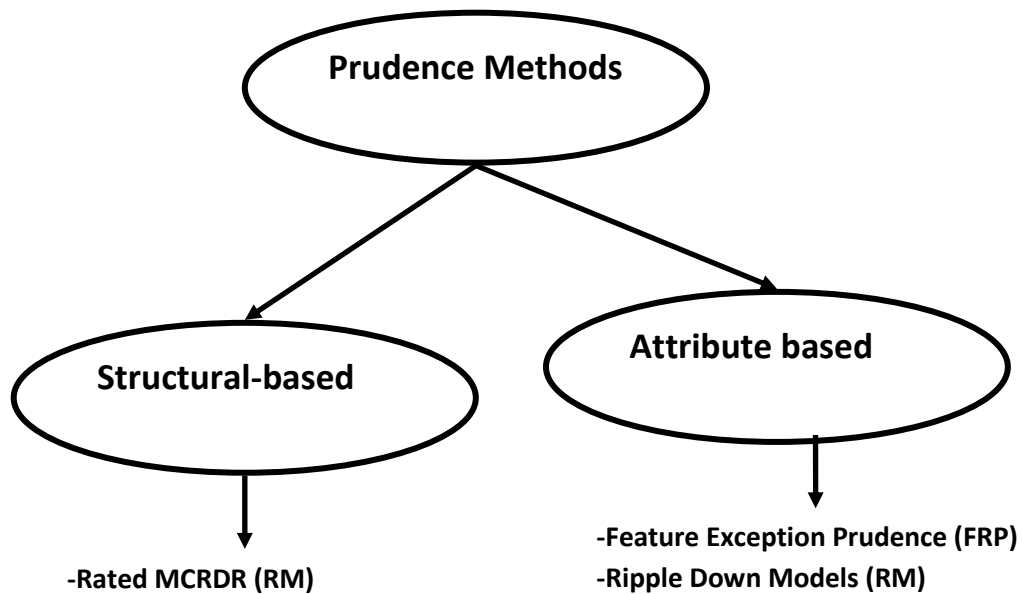 Prudence Methods
Structural-based
Attribute based
-Rated MCRDR (RM)
-Feature Exception Prudence (FRP)
-Ripple Down Models (RM)